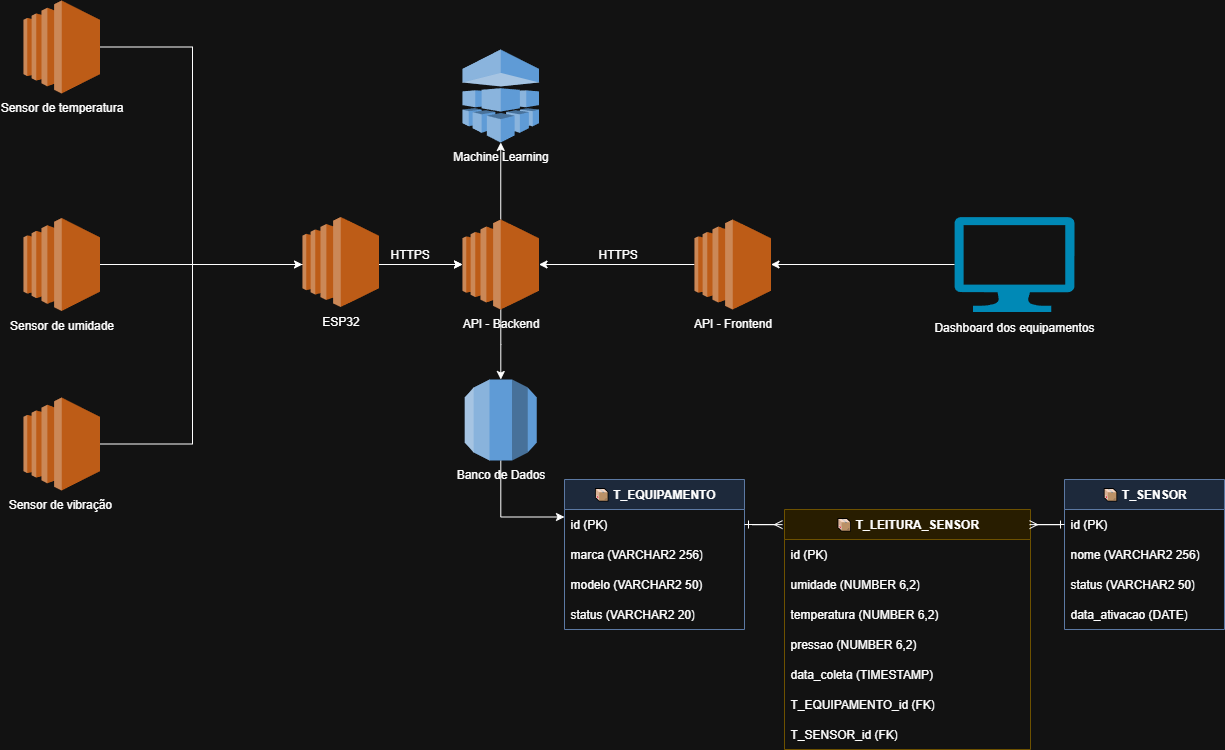 Sensor de temperatura
Machine Learning
HTTPS
HTTPS
ESP32
API - Backend
API - Frontend
Sensor de umidade
Dashboard dos equipamentos
Banco de Dados
Sensor de vibração
T_EQUIPAMENTO
id (PK)
marca (VARCHAR2 256)
modelo (VARCHAR2 50)
status (VARCHAR2 20)
T_LEITURA_SENSOR
id (PK)
umidade (NUMBER 6,2)
temperatura (NUMBER 6,2)
pressao (NUMBER 6,2)
data_coleta (TIMESTAMP)
T_EQUIPAMENTO_id (FK)
T_SENSOR_id (FK)
T_SENSOR
id (PK)
nome (VARCHAR2 256)
status (VARCHAR2 50)
data_ativacao (DATE)